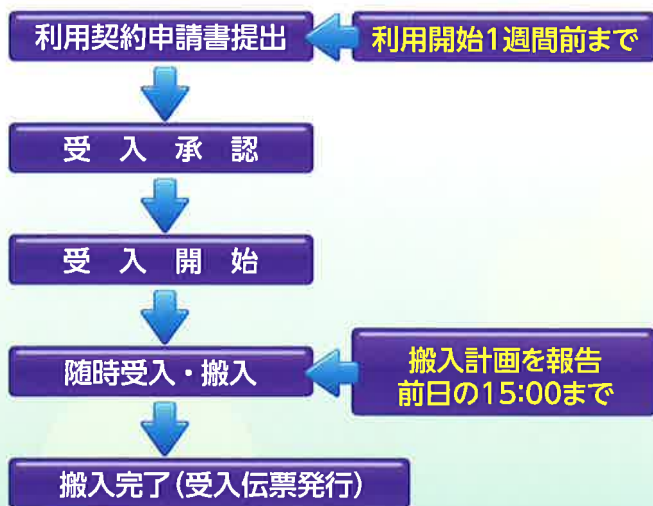 利用契約申請書提出
利用開始1週間前まで
受入承認
受入開始
随時受入・搬入
搬入計画を報告
前日の15:00まで
搬入完了(受入伝票発行)